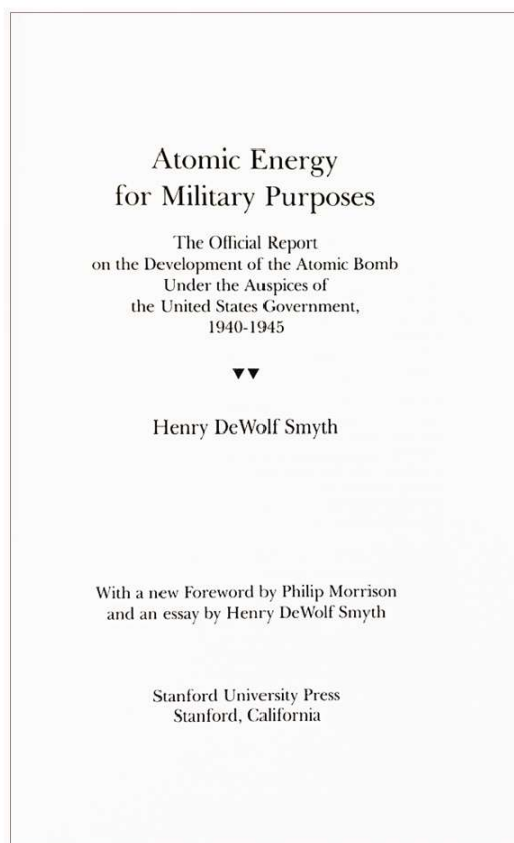 Atomic Energy
for Military Purposes
The Official Report
on the Development of the Atomic Bomb
Under the Auspices of
the United States Government,
1940-1945
Henry DeWolf Smyth
With a new Foreword by Philip Morrison
and an essay by Henry DeWolf Smyth
Stanford University Press
Stanford, California